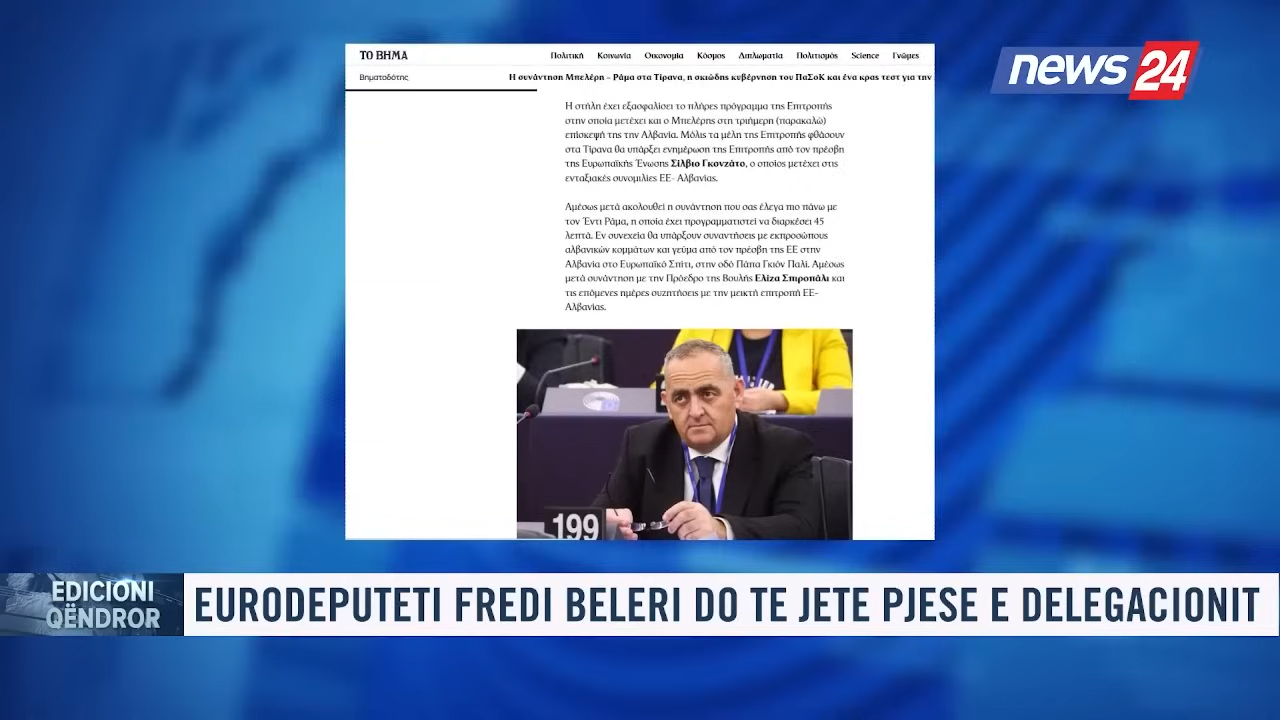 ΤΟ ΒΗΜΑ
Πολιτική Κοινωνία Οικονομία Κόσμος Διπλωματία Πολιτισμός Science Γνώμες
Βηματοδότης
Η συνάντηση Μπελέρη – Ράμα στα Τίρανα, η σκιώδης κυβέρνηση του ΠαΣοΚ και ένα κρας τεστ για την
news 24
Η στήλη έχει εξασφαλίσει το πλήρες πρόγραμμα της Επιτροπής
στην οποία μετέχει και ο Μπελέρης στη τριήμερη (παρακαλώ)
επίσκεψή της την Αλβανία. Μόλις τα μέλη της Επιτροπής φθάσουν
στα Τίρανα θα υπάρξει ενημέρωση της Επιτροπής από τον πρέσβη
της Ευρωπαϊκής Ένωσης Σίλβιο Γκονζάτο, ο οποίος μετέχει στις
ενταξιακές συνομιλίες ΕΕ- Αλβανίας.
Αμέσως μετά ακολουθεί η συνάντηση που σας έλεγα πιο πάνω με
τον Έντι Ράμα, η οποία έχει προγραμματιστεί να διαρκέσει 45
λεπτά. Εν συνεχεία θα υπάρξουν συναντήσεις με εκπροσώπους
αλβανικών κομμάτων και γεύμα από τον πρέσβη της ΕΕ στην
Αλβανία στο Ευρωπαϊκό Σπίτι, στην οδό Πάπα Γκιόν Παλί. Αμέσως
μετά συνάντηση με την Πρόεδρο της Βουλής Ελίζα Σπιροπάλι και
τις επόμενες ημέρες συζητήσεις με την μεικτή επιτροπή ΕΕ-
Αλβανίας.
199
EDICIONI
QËNDROR
EURODEPUTETI FREDI BELERI DO TE JETE PJESE E DELEGACIONIT